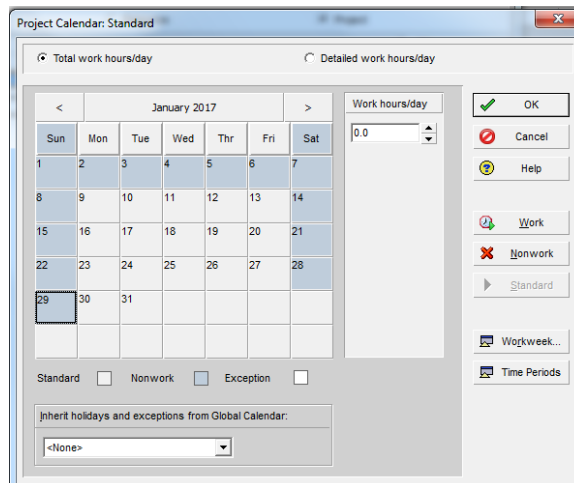 Project Calendar: Standard
Total work hours/day
Detailed work hours/day
< January 2017 >
Sun Mon Tue Wed Thr Fri Sat
1 2 3 4 5 6 7
8 9 10 11 12 13 14
15 16 17 18 19 20 21
22 23 24 25 26 27 28
29 30 31
Work hours/day
0.0
OK
Cancel
Help
Work
Nonwork
Standard
Workweek...
Time Periods
Standard Nonwork Exception
Inherit holidays and exceptions from Global Calendar:
<None>